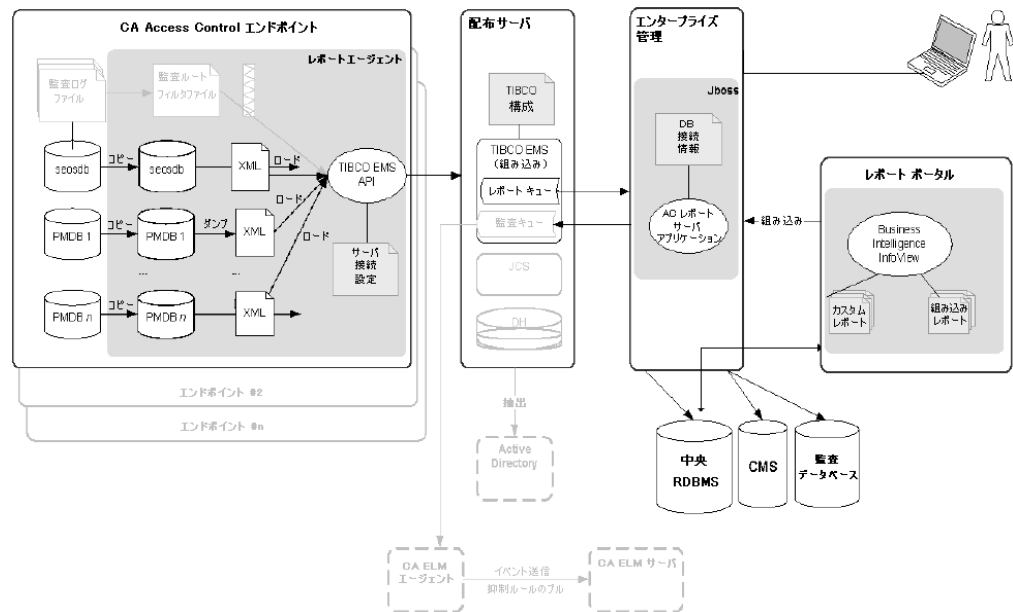 CA Access Control エンドポイント
レポートエージェント
監査ログ
ファイル
監査ルート
フィルタファイル
seosdb
コピー
seosdb
XML
ロード
TIBCO EMS
API
ロード
PMDB 1
コピー
PMDB 1
ダンプ
XML
ロード
サーバ
接続
設定
...
...
PMDB n
コピー
PMDB n
XML
エンドポイント #2
エンドポイント #n
配布サーバ
TIBCO
構成
TIBCO EMS
(組み込み)
レポート キュー
監査キュー
JCS
DH
抽出
Active
Directory
エンタープライズ
管理
Jboss
DB
接続
情報
AC レポート
サーバ
アプリケーション
組み込み
レポート ポータル
Business
Intelligence
InfoView
カスタム
レポート
組み込み
レポート
中央
RDBMS
CMS
監査
データベース
CA ELM
エージェント
イベント送信
抑制ルールのプル
CA ELM サーバ